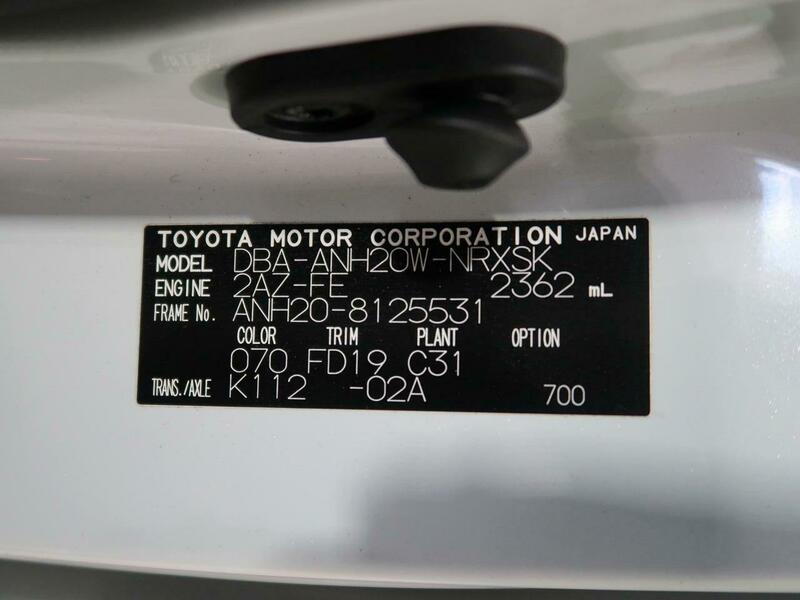 TOYOTA MOTOR CORPORATION JAPAN
MODEL DBA-ANH20W-NRXSK
ENGINE 2AZ-FE 2362 mL
FRAME No. ANH20-8125531
COLOR TRIM PLANT OPTION
070 FD19 C31
TRANS./AXLE K112 -02A 700